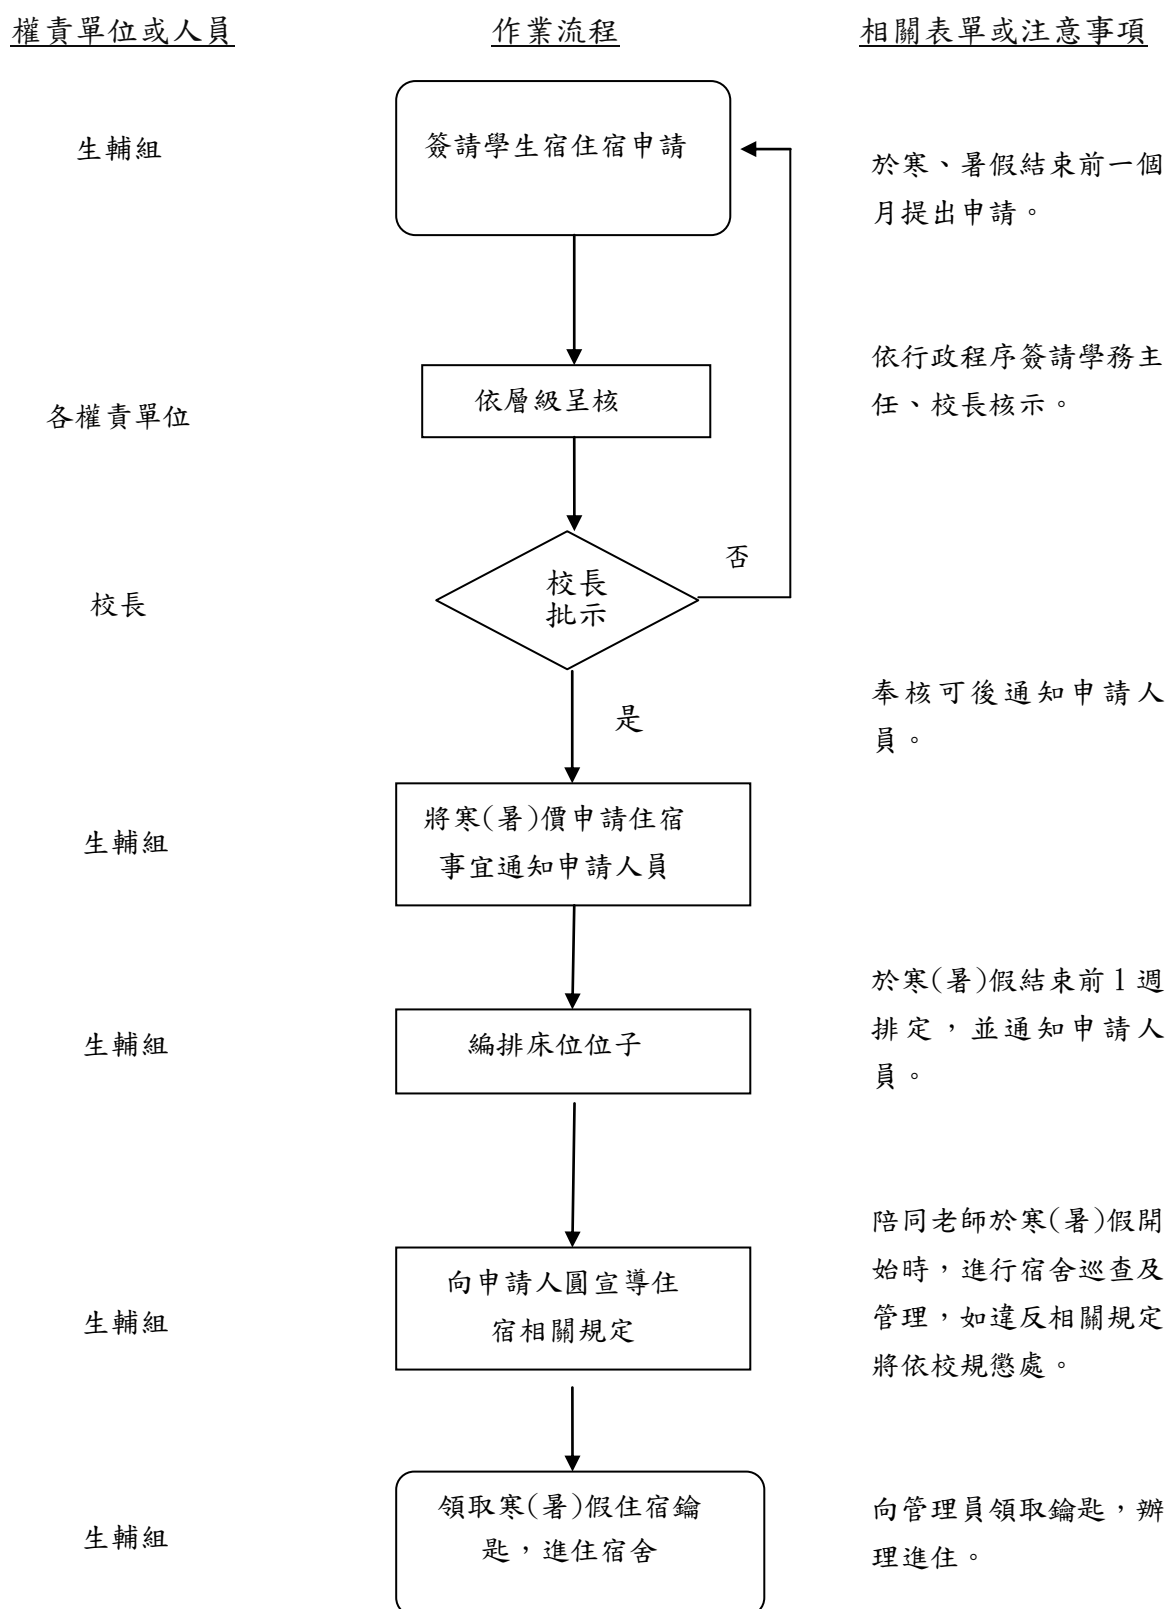 權責單位或人員
作業流程
相關表單或注意事項
生輔組
簽請學生宿住宿申請
於寒、暑假結束前一個
月提出申請。
各權責單位
依層級呈核
依行政程序簽請學務主
任、校長核示。
校長
校長
批示
否
是
奉核可後通知申請人
員。
生輔組
將寒(暑)價申請住宿
事宜通知申請人員
生輔組
編排床位位子
於寒(暑)假結束前1週
排定，並通知申請人
員。
生輔組
向申請人圓宣導住
宿相關規定
陪同老師於寒(暑)假開
始時，進行宿舍巡查及
管理，如違反相關規定
將依校規懲處。
生輔組
領取寒(暑)假住宿鑰
匙，進住宿舍
向管理員領取鑰匙，辦
理進住。